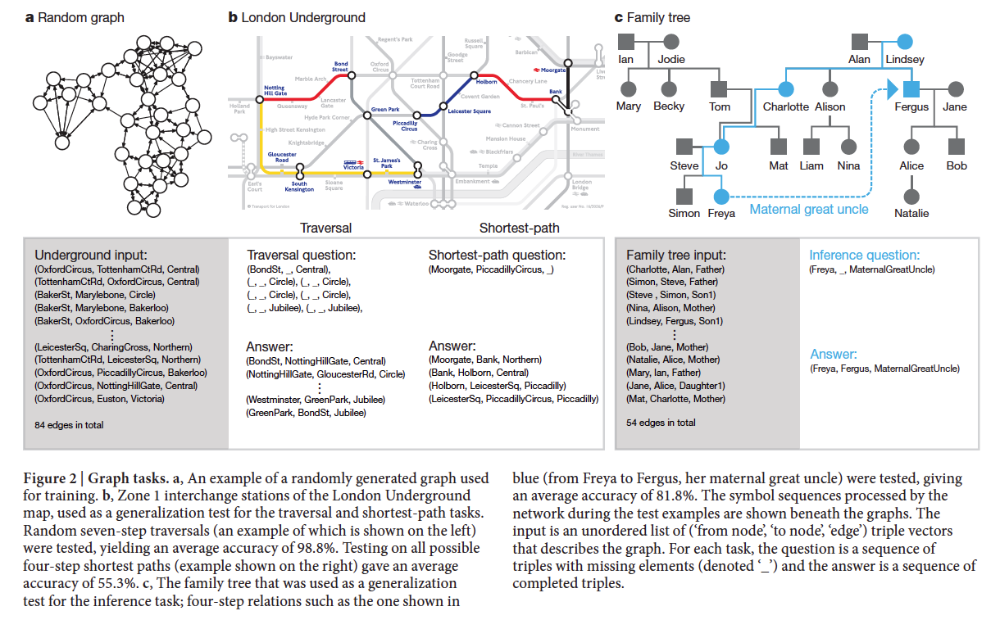 a Random graph
b London Underground
c Family tree
Regent's Park
Russell
Square
Barbican
Goodge
Street
Bayswater
Oxford
Circus
Bond
Street
Moorgate
Marble Arch
Tottenham
Court Road
Holborn
Chancery Lane
Notting
Hill Gate
Bank
Holland
Park
Queensway
Lancaster
Gate
Covent Garden
St. Paul's
Green Park
Leicester Square
Hyde Park Corner
Piccadilly
Circus
Cannon Street
Monument
High Street Kensington
Mansion House
Knightsbridge
Charing
Cross
Blackfriars
Gloucester
Road
Victoria
St. James's
Park
River Thames
Temple
Earl's
Court
South
Kensington
Sloane
Square
Westminster
Embankment
London
Bridge
Waterloo
© Transport for London
Ian
Jodie
Alan
Lindsey
Mary
Becky
Tom
Charlotte
Alison
Fergus
Jane
Steve
Jo
Mat
Liam
Nina
Alice
Bob
Simon
Freya
Maternal great uncle
Natalie
Traversal
Shortest-path
Underground input:
(OxfordCircus, TottenhamCtRd, Central)
(TottenhamCtRd, OxfordCircus, Central)
(BakerSt, Marylebone, Circle)
(BakerSt, Marylebone, Bakerloo)
(BakerSt, OxfordCircus, Bakerloo)
⋮
(LeicesterSq, CharingCross, Northern)
(TottenhamCtRd, LeicesterSq, Northern)
(OxfordCircus, PiccadillyCircus, Bakerloo)
(OxfordCircus, NottingHillGate, Central)
(OxfordCircus, Euston, Victoria)
84 edges in total
Traversal question:
(BondSt, _, Central),
(_, _, Circle), (_, _, Circle),
(_, _, Circle), (_, _, Circle),
(_, _, Jubilee), (_, _, Jubilee),
Answer:
(BondSt, NottingHillGate, Central)
(NottingHillGate, GloucesterRd, Circle)
⋮
(Westminster, GreenPark, Jubilee)
(GreenPark, BondSt, Jubilee)
Shortest-path question:
(Moorgate, PiccadillyCircus, _)
Answer:
(Moorgate, Bank, Northern)
(Bank, Holborn, Central)
(Holborn, LeicesterSq, Piccadilly)
(LeicesterSq, PiccadillyCircus, Piccadilly)
Family tree input:
(Charlotte, Alan, Father)
(Simon, Steve, Father)
(Steve , Simon, Son1)
(Nina, Alison, Mother)
(Lindsey, Fergus, Son1)
⋮
(Bob, Jane, Mother)
(Natalie, Alice, Mother)
(Mary, Ian, Father)
(Jane, Alice, Daughter1)
(Mat, Charlotte, Mother)
54 edges in total
Inference question:
(Freya, _, MaternalGreatUncle)
Answer:
(Freya, Fergus, MaternalGreatUncle)
Figure 2 | Graph tasks. a, An example of a randomly generated graph used
for training. b, Zone 1 interchange stations of the London Underground
map, used as a generalization test for the traversal and shortest-path tasks.
Random seven-step traversals (an example of which is shown on the left)
were tested, yielding an average accuracy of 98.8%. Testing on all possible
four-step shortest paths (example shown on the right) gave an average
accuracy of 55.3%. c, The family tree that was used as a generalization
test for the inference task; four-step relations such as the one shown in
blue (from Freya to Fergus, her maternal great uncle) were tested, giving
an average accuracy of 81.8%. The symbol sequences processed by the
network during the test examples are shown beneath the graphs. The
input is an unordered list of (‘from node’, ‘to node’, ‘edge’) triple vectors
that describes the graph. For each task, the question is a sequence of
triples with missing elements (denoted ‘_’) and the answer is a sequence of
completed triples.